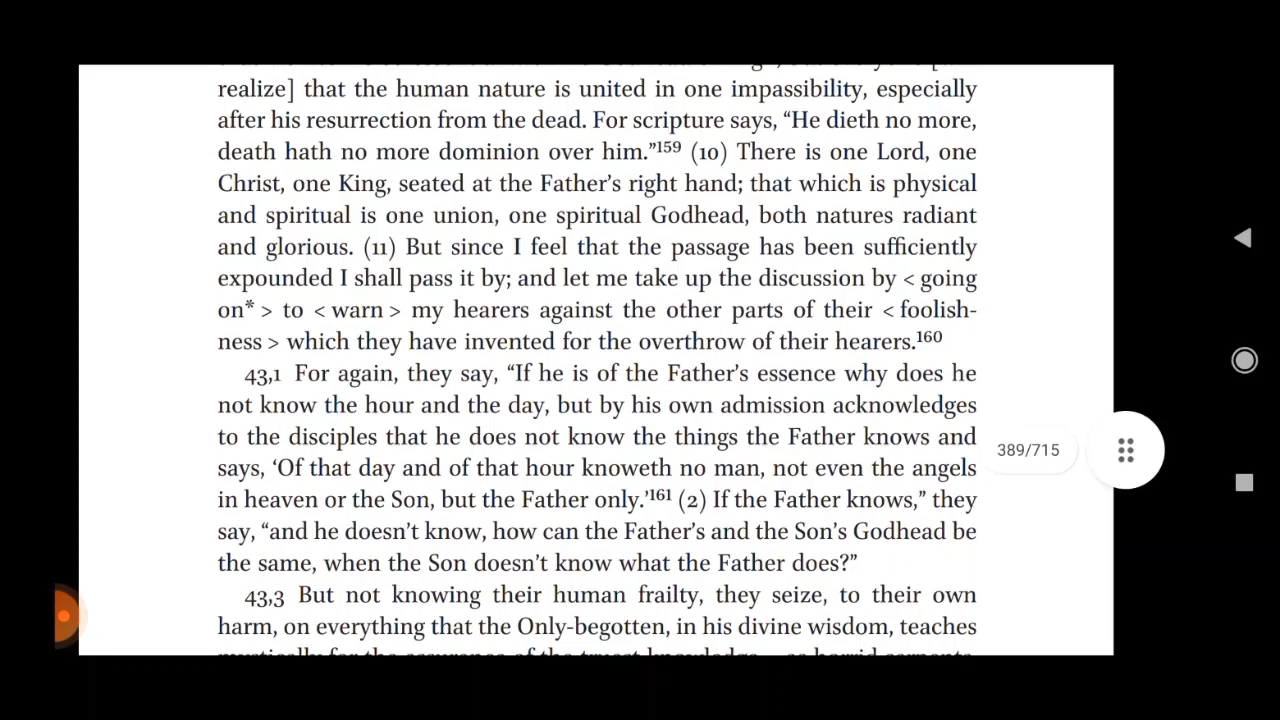 realize] that the human nature is united in one impassibility, especially
after his resurrection from the dead. For scripture says, “He dieth no more,
death hath no more dominion over him.”159 (10) There is one Lord, one
Christ, one King, seated at the Father’s right hand; that which is physical
and spiritual is one union, one spiritual Godhead, both natures radiant
and glorious. (11) But since I feel that the passage has been sufficiently
expounded I shall pass it by; and let me take up the discussion by < going
on* > to < warn > my hearers against the other parts of their < foolish-
ness > which they have invented for the overthrow of their hearers.160
43,1 For again, they say, “If he is of the Father’s essence why does he
not know the hour and the day, but by his own admission acknowledges
to the disciples that he does not know the things the Father knows and
says, ‘Of that day and of that hour knoweth no man, not even the angels
in heaven or the Son, but the Father only.’161 (2) If the Father knows,” they
say, “and he doesn’t know, how can the Father’s and the Son’s Godhead be
the same, when the Son doesn’t know what the Father does?”
43,3 But not knowing their human frailty, they seize, to their own
harm, on everything that the Only-begotten, in his divine wisdom, teaches
389/715